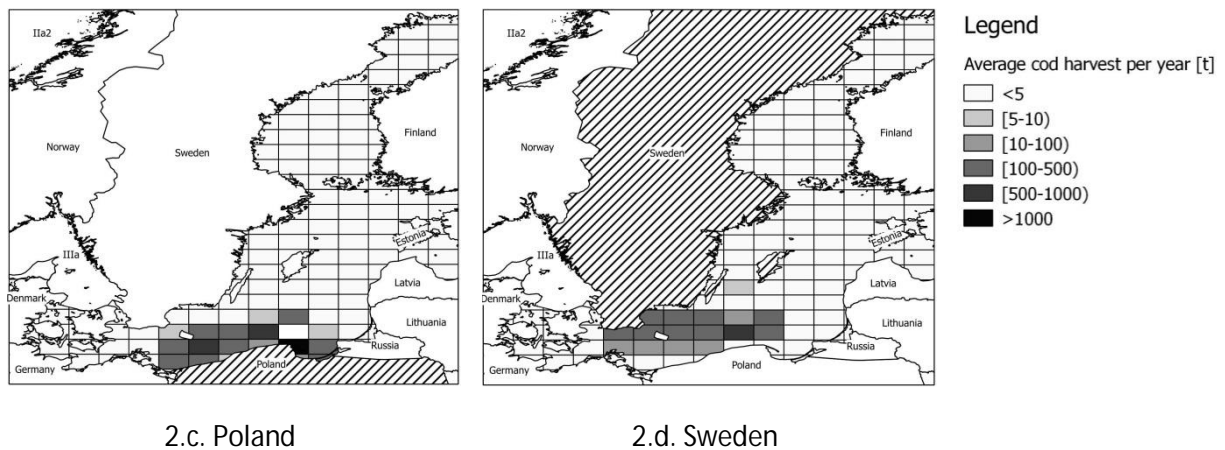 IIa2
Norway
Sweden
Finland
IIIa
Estonia
Latvia
Denmark
Lithuania
Russia
Germany
Poland
IIa2
Norway
Sweden
Finland
IIIa
Estonia
Latvia
Denmark
Lithuania
Russia
Germany
Poland
Legend
Average cod harvest per year [t]
<5
[5-10)
[10-100)
[100-500)
[500-1000)
>1000
2.c. Poland
2.d. Sweden